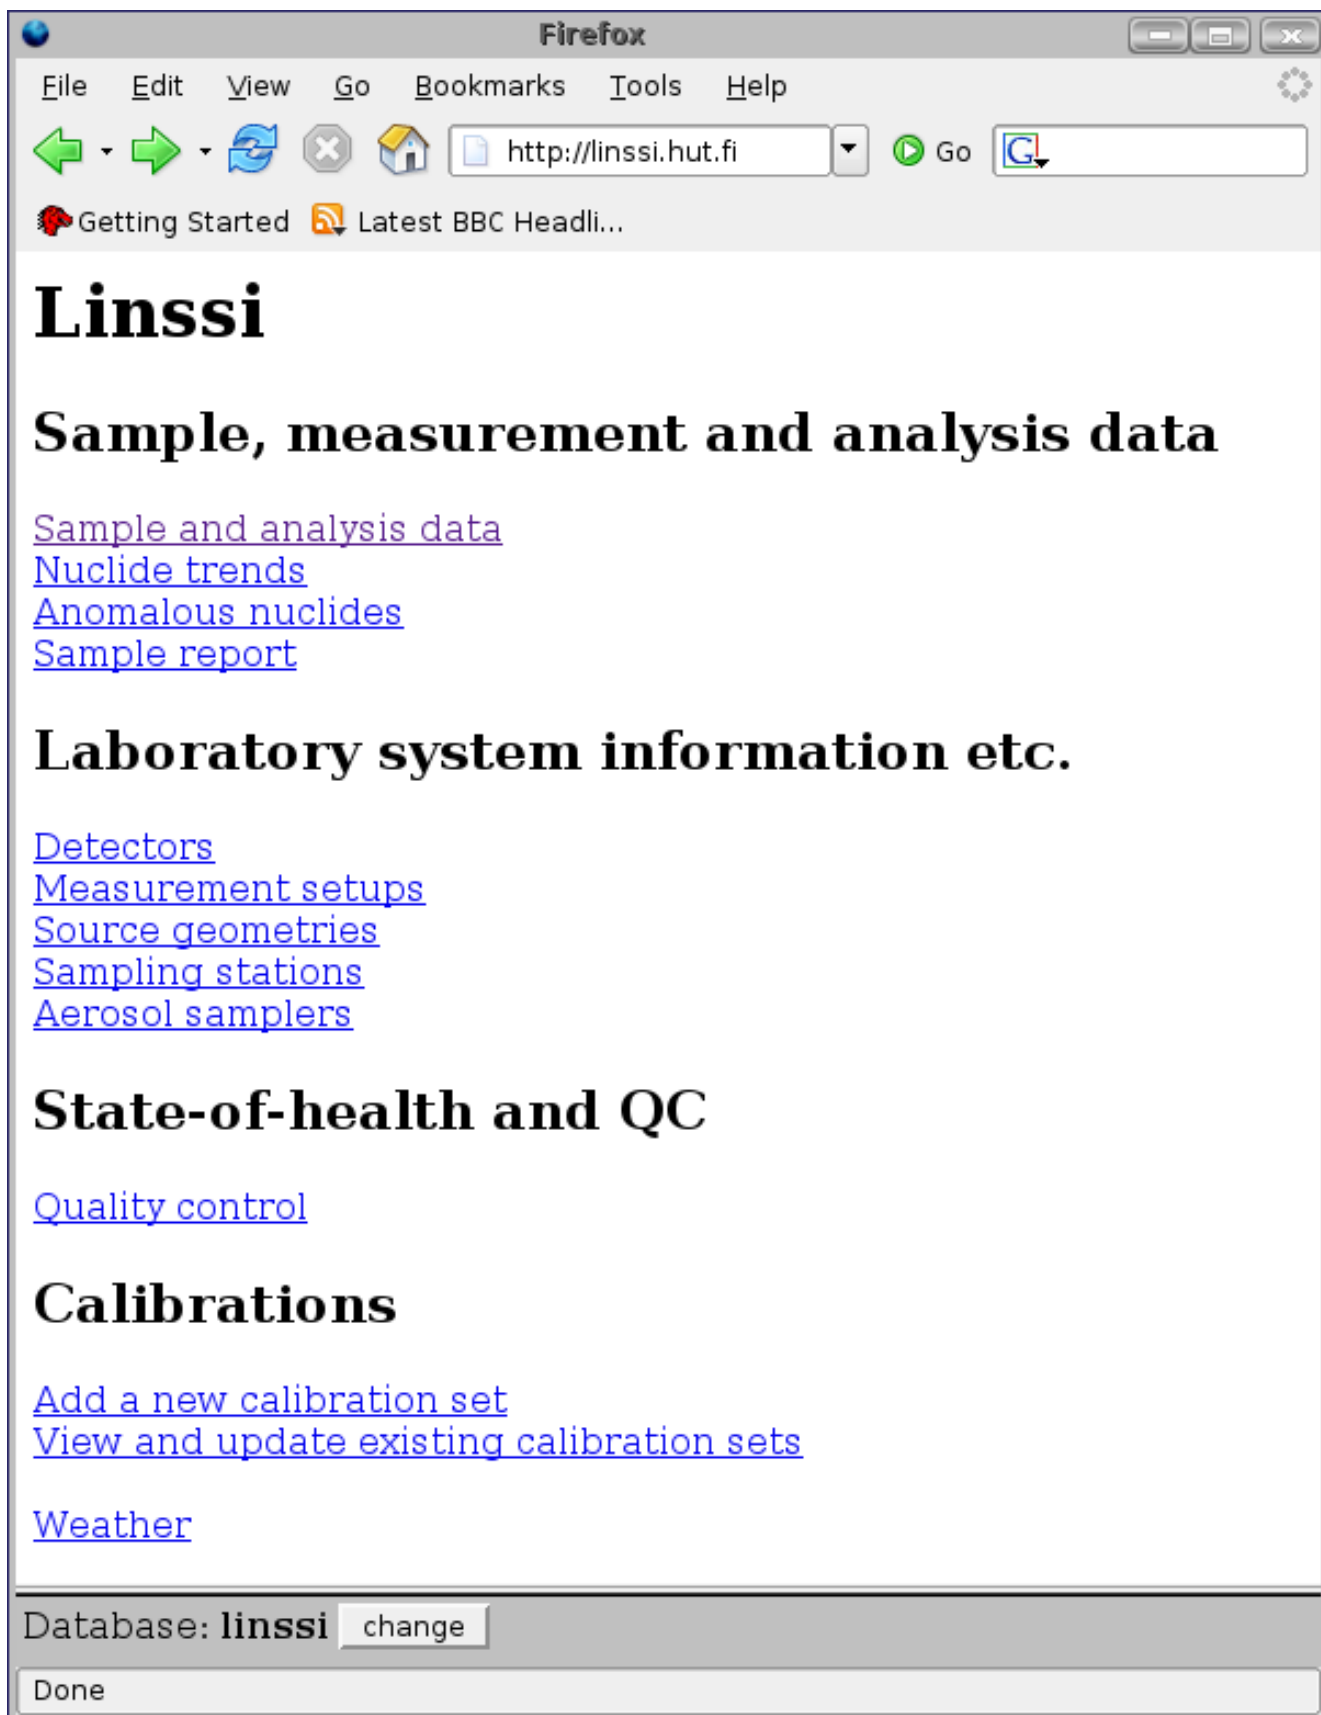 Firefox
File Edit View Go Bookmarks Tools Help
http://linssi.hut.fi Go G
Getting Started Latest BBC Headli...
Linssi
Sample, measurement and analysis data
Sample and analysis data
Nuclide trends
Anomalous nuclides
Sample report
Laboratory system information etc.
Detectors
Measurement setups
Source geometries
Sampling stations
Aerosol samplers
State-of-health and QC
Quality control
Calibrations
Add a new calibration set
View and update existing calibration sets
Weather
Database: linssi change
Done